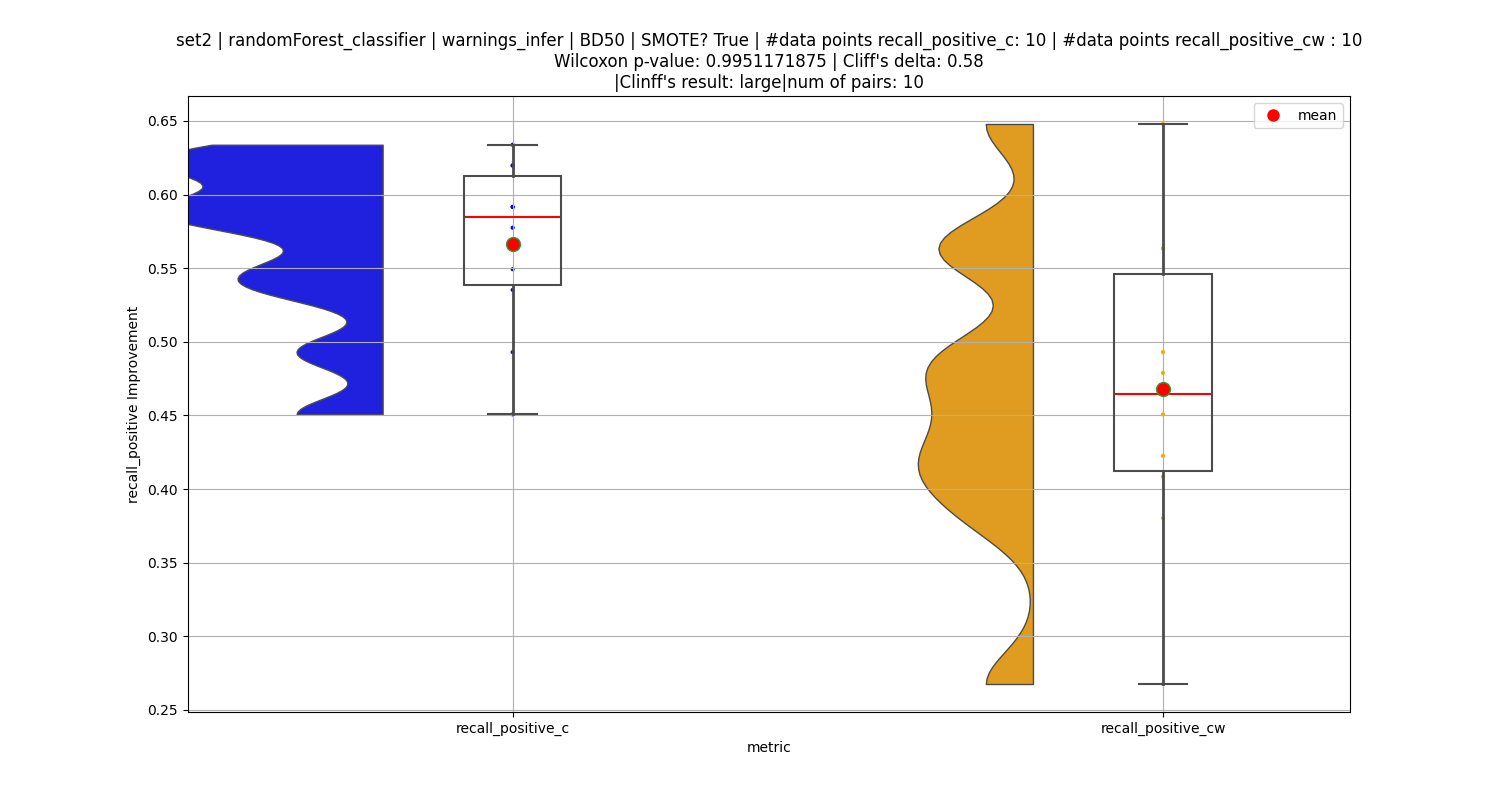 set2 | randomForest_classifier | warnings_infer | BD50 | SMOTE? True | #data points recall_positive_c: 10 | #data points recall_positive_cw : 10
Wilcoxon p-value: 0.9951171875 | Cliff's delta: 0.58
|Clinff's result: large|num of pairs: 10
mean
0.65
0.60
0.55
0.50
0.45
0.40
0.35
0.30
0.25
recall_positive Improvement
recall_positive_c
recall_positive_cw
metric